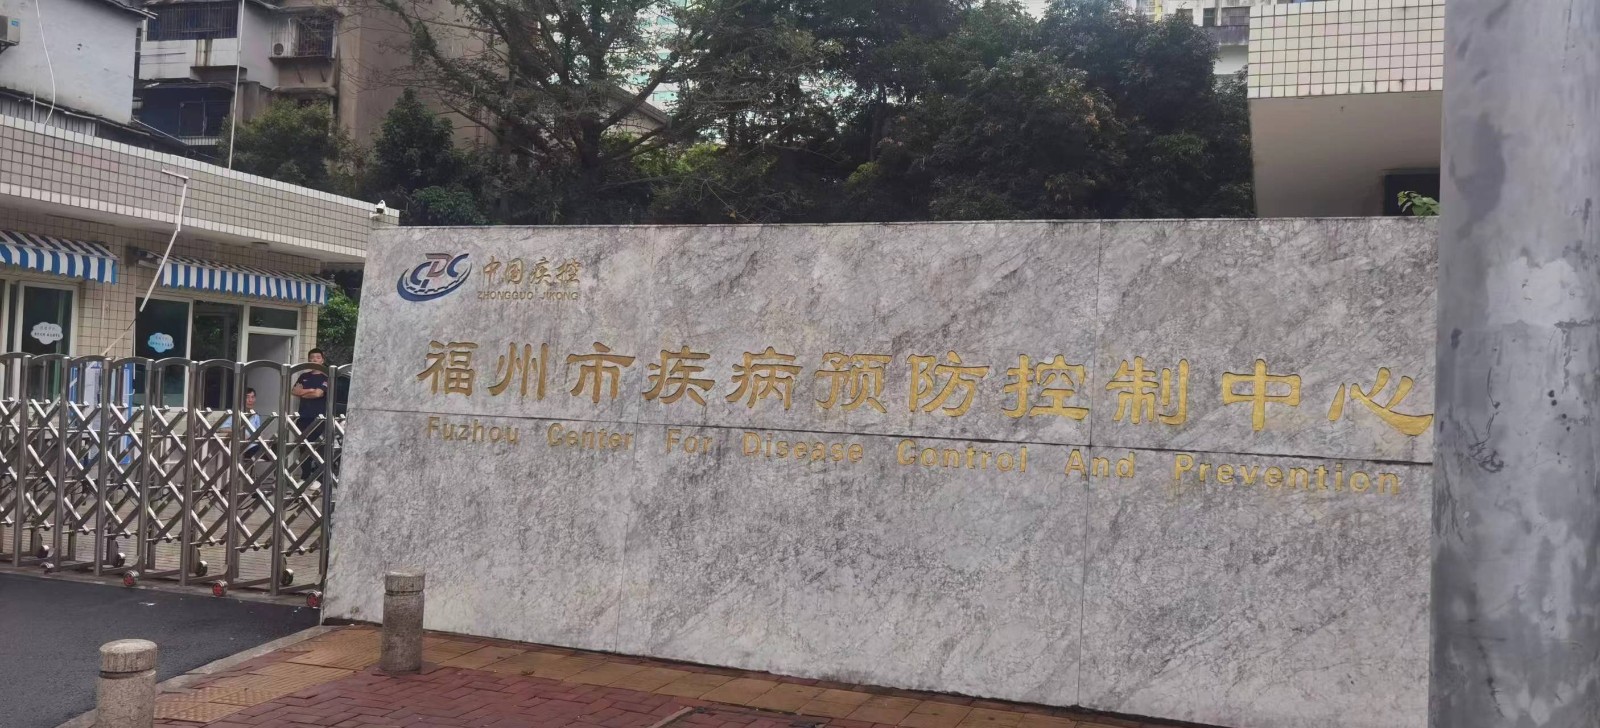 CDC 中国疾控
ZHONGGUO JIKONG
福州市疾病预防控制中心
Fuzhou Center For Disease Control And Prevention